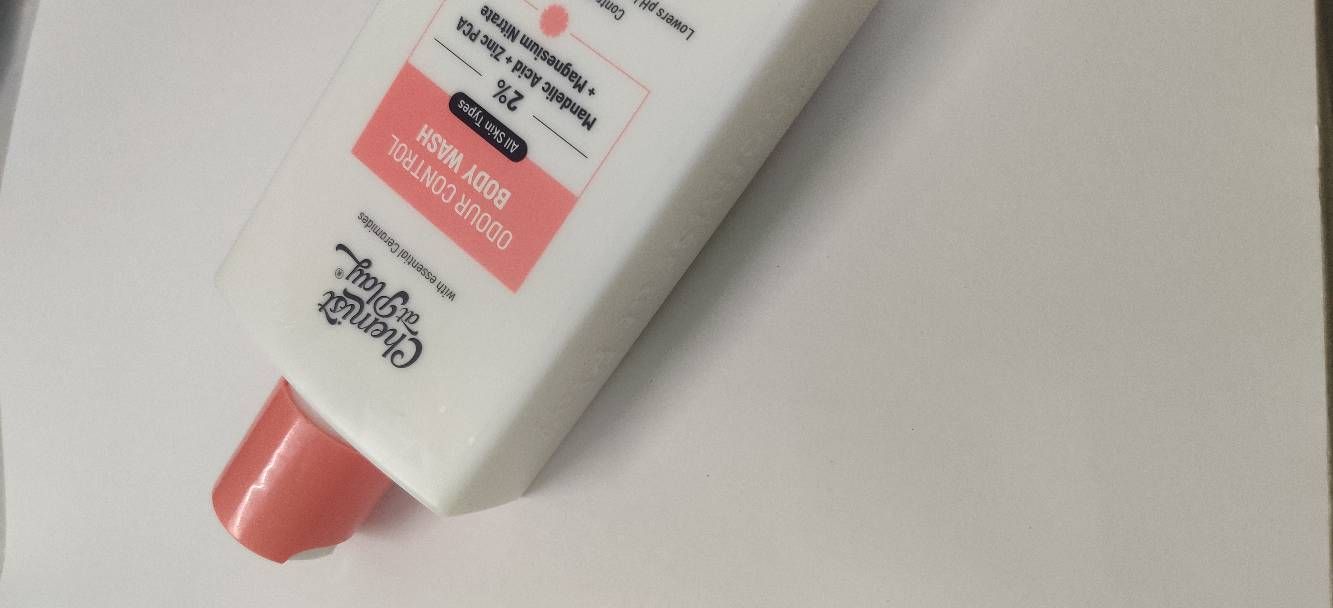 Chemist
at Play®
with essential Ceramides
ODOUR CONTROL
BODY WASH
All Skin Types
2%
Mandelic Acid + Zinc PCA
+ Magnesium Nitrate
Lowers pH